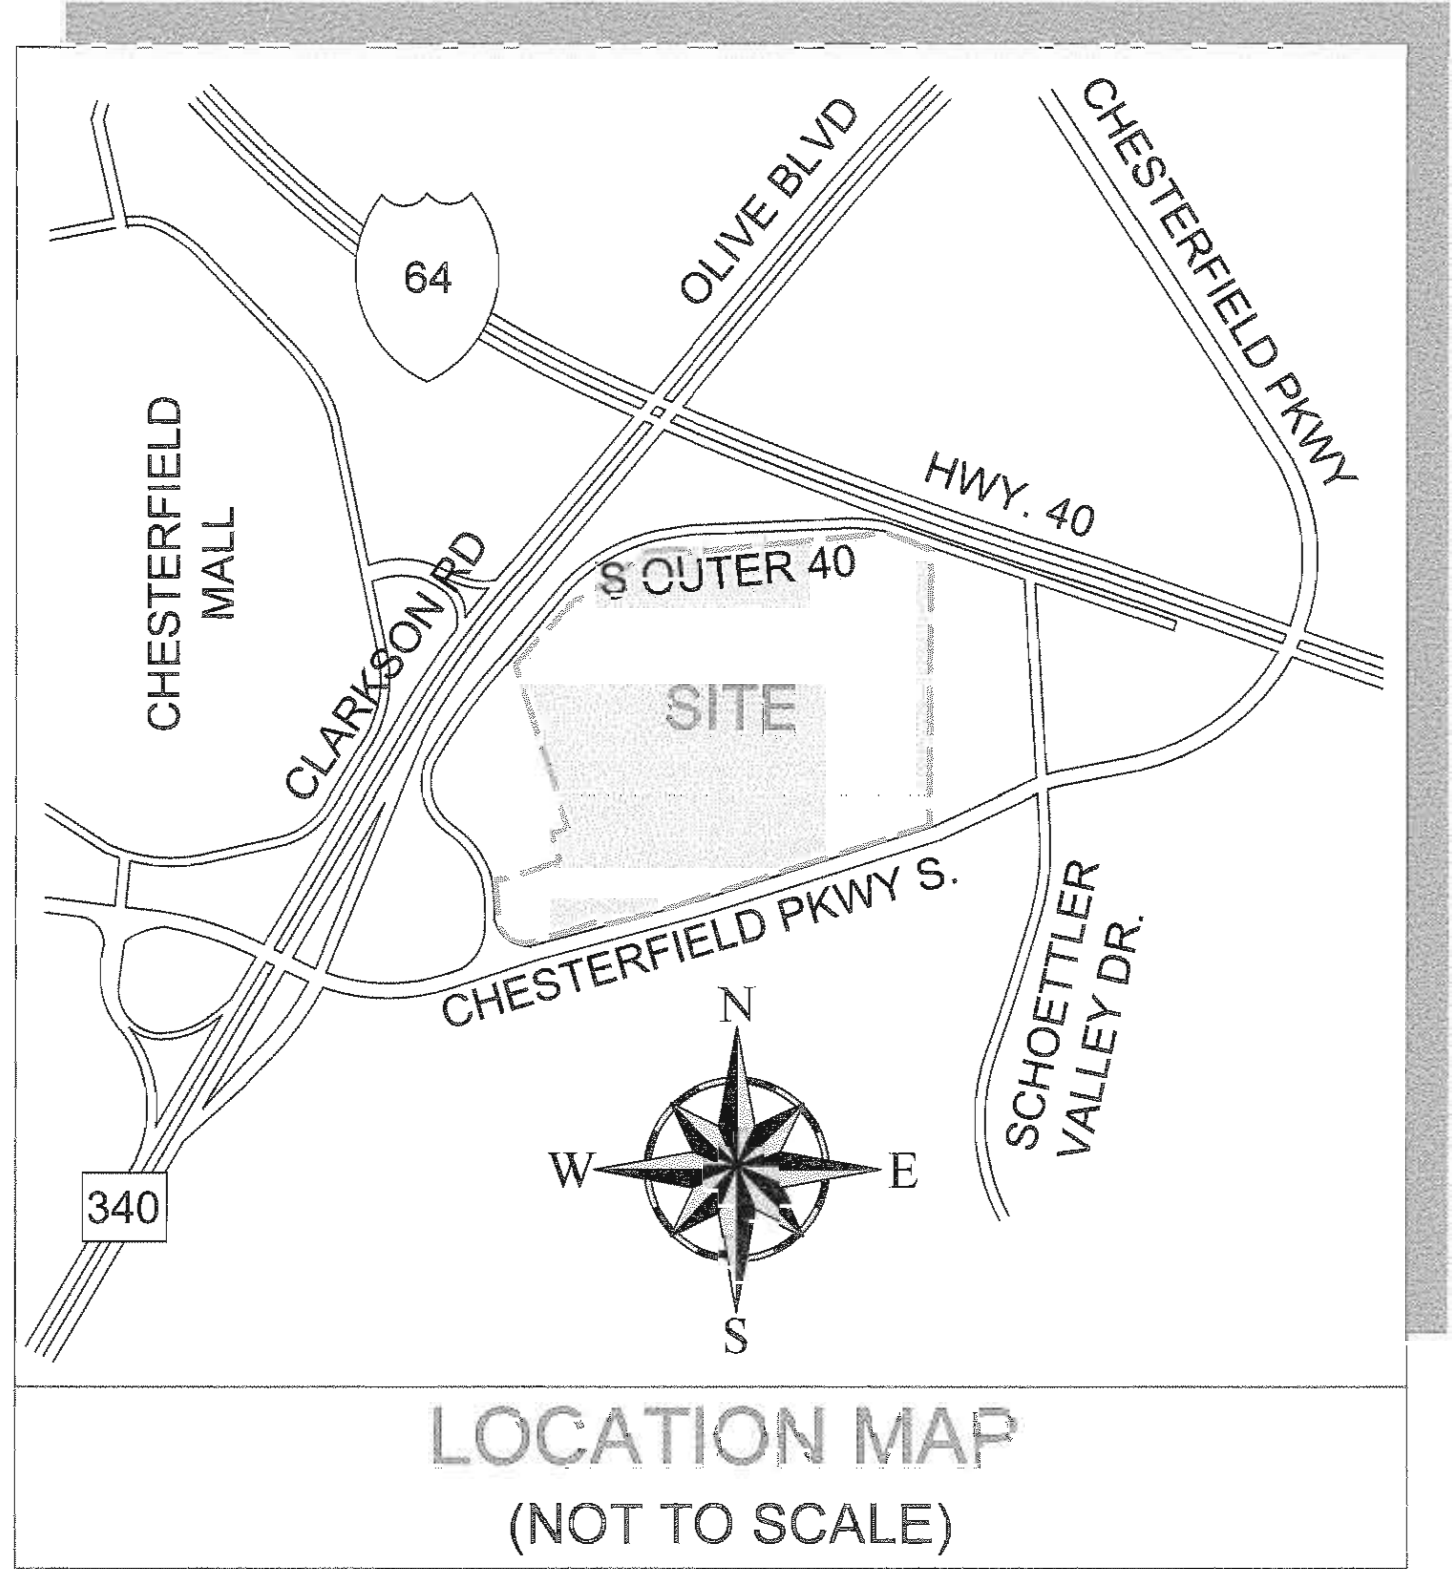 64
OLIVE BLVD
CHESTERFIELD PKWY
HWY. 40
CHESTERFIELD
MALL
CLARKSON RD
S OUTER 40
SITE
CHESTERFIELD PKWY S.
SCHOETTLER
VALLEY DR.
N
W
E
S
340
LOCATION MAP
(NOT TO SCALE)